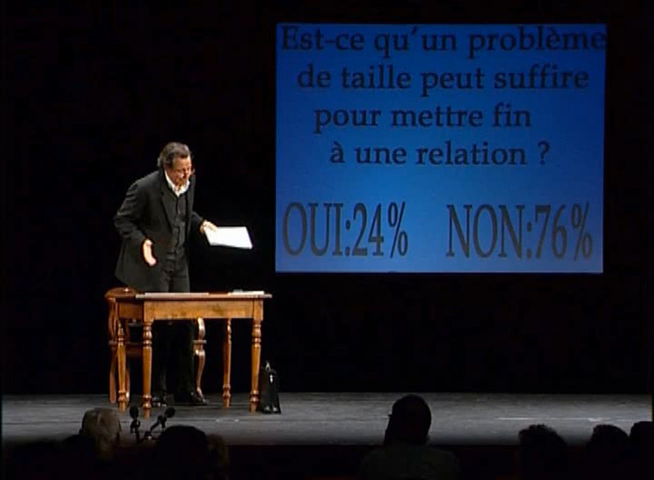 Est-ce qu'un problème
de taille peut suffire
pour mettre fin
à une relation ?
OUI:24% NON:76%